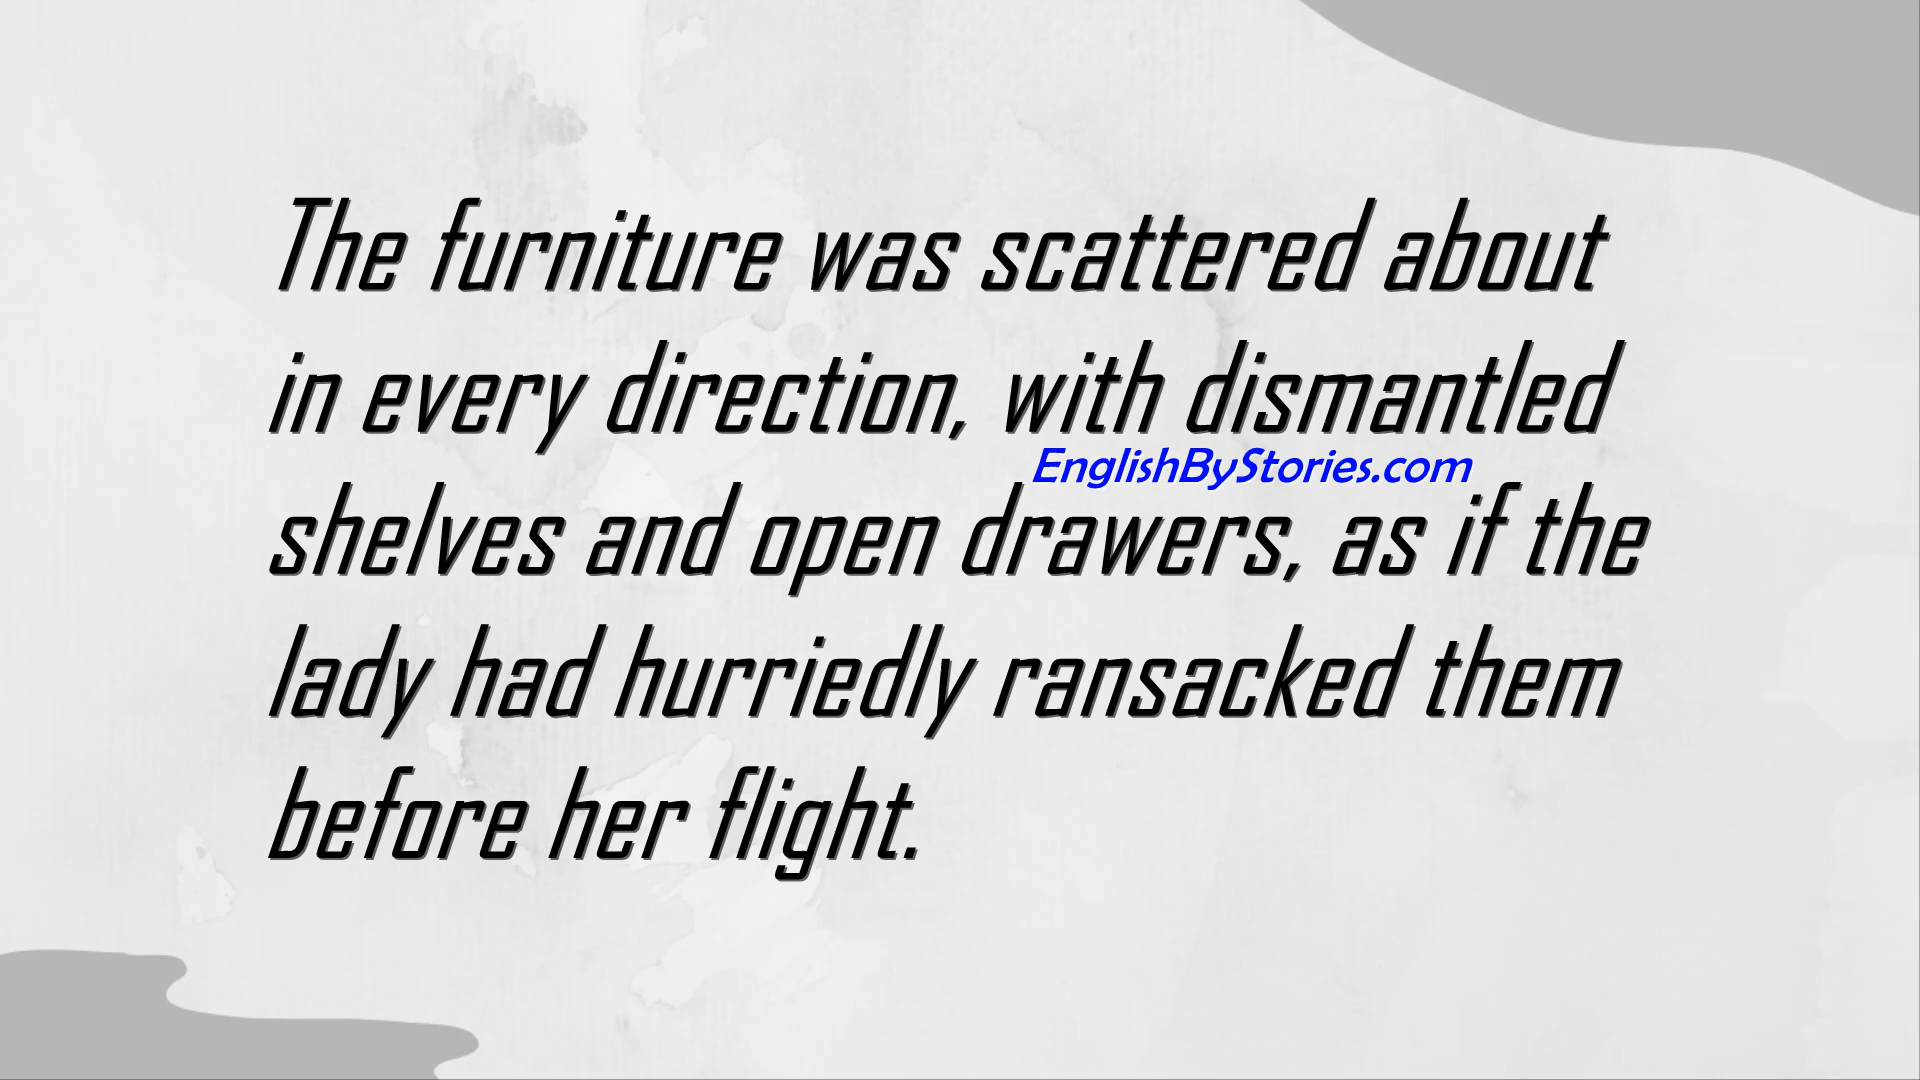 The furniture was scattered about
in every direction, with dismantled
EnglishByStories.com
shelves and open drawers, as if the
lady had hurriedly ransacked them
before her flight.